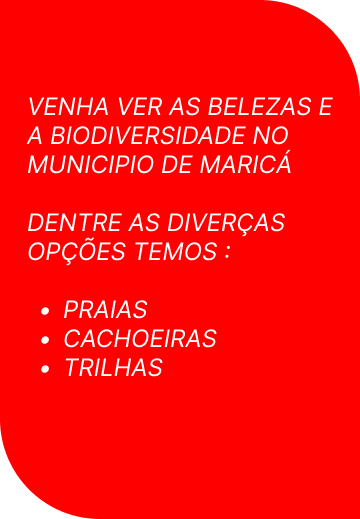 VENHA VER AS BELEZAS E
A BIODIVERSIDADE NO
MUNICIPIO DE MARICÁ
DENTRE AS DIVERÇAS
OPÇÕES TEMOS :
• PRAIAS
• CACHOEIRAS
• TRILHAS